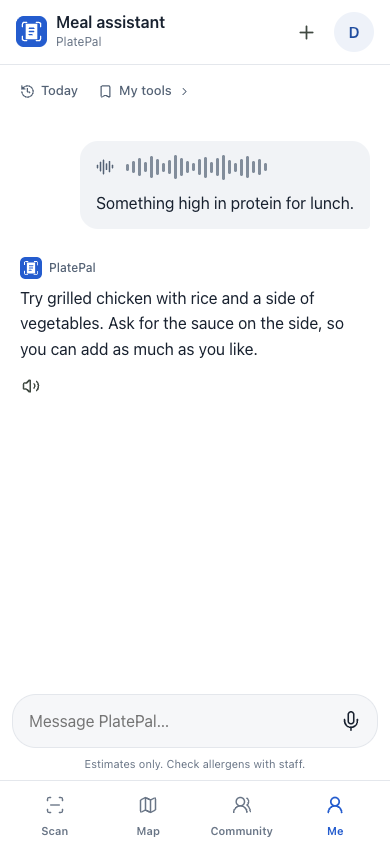 Meal assistant
PlatePal
D
Today
My tools
Something high in protein for lunch.
PlatePal
Try grilled chicken with rice and a side of
vegetables. Ask for the sauce on the side, so
you can add as much as you like.
Message PlatePal...
Estimates only. Check allergens with staff.
Scan
Map
Community
Me